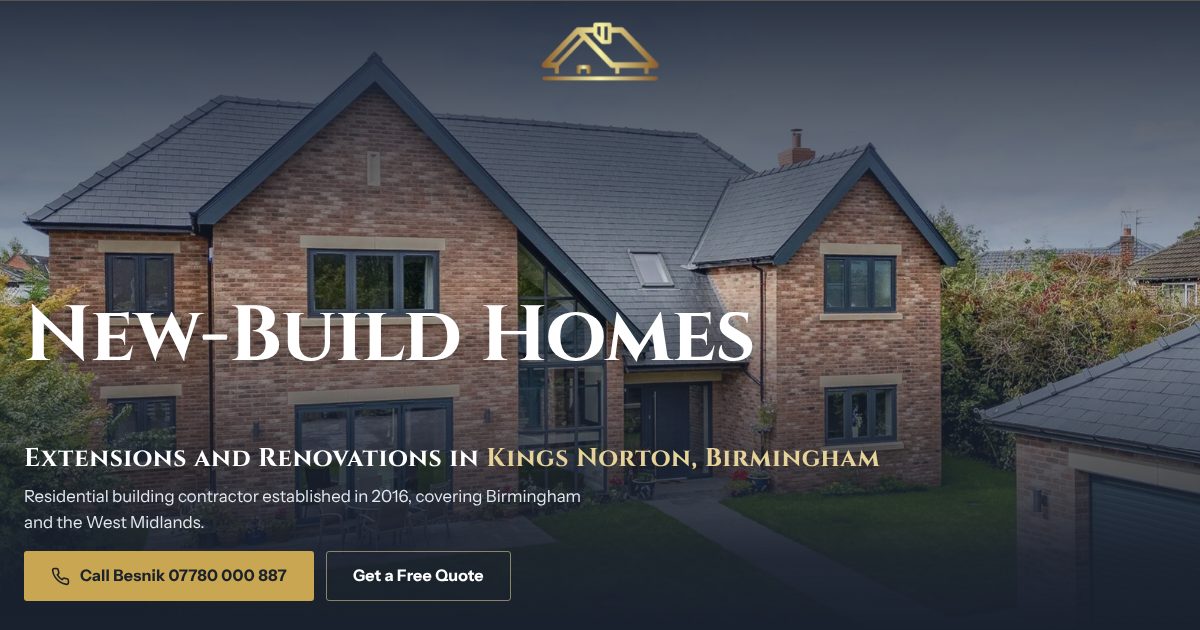 New-Build Homes
Extensions and Renovations in Kings Norton, Birmingham
Residential building contractor established in 2016, covering Birmingham
and the West Midlands.
Call Besnik 07780 000 887
Get a Free Quote